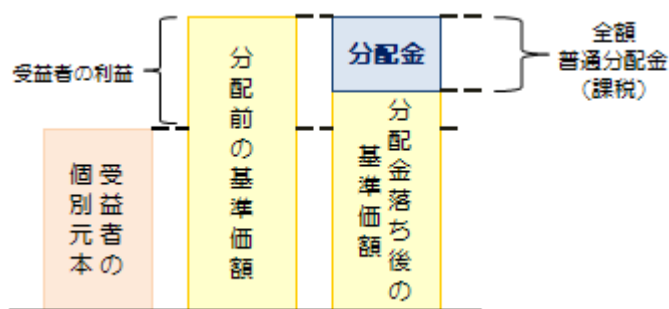 受益者の利益
受益者の
個別元本
分配前の基準価額
分配金
分配金落ち後の
基準価額
全額
普通分配金
(課税)